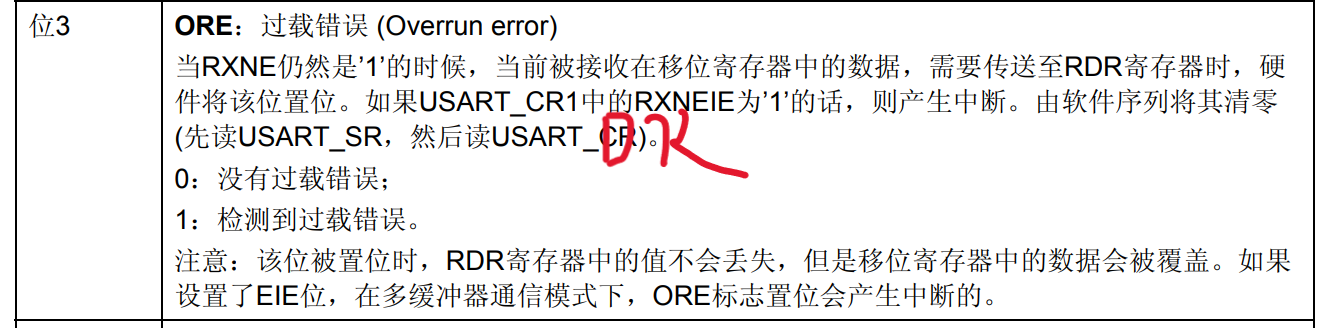 位3
ORE：过载错误 (Overrun error)
当RXNE仍然是’1’的时候，当前被接收在移位寄存器中的数据，需要传送至RDR寄存器时，硬
件将该位置位。如果USART_CR1中的RXNEIE为’1’的话，则产生中断。由软件序列将其清零
(先读USART_SR，然后读USART_CR)。
DR
0：没有过载错误；
1：检测到过载错误。
注意：该位被置位时，RDR寄存器中的值不会丢失，但是移位寄存器中的数据会被覆盖。如果
设置了EIE位，在多缓冲器通信模式下，ORE标志置位会产生中断的。